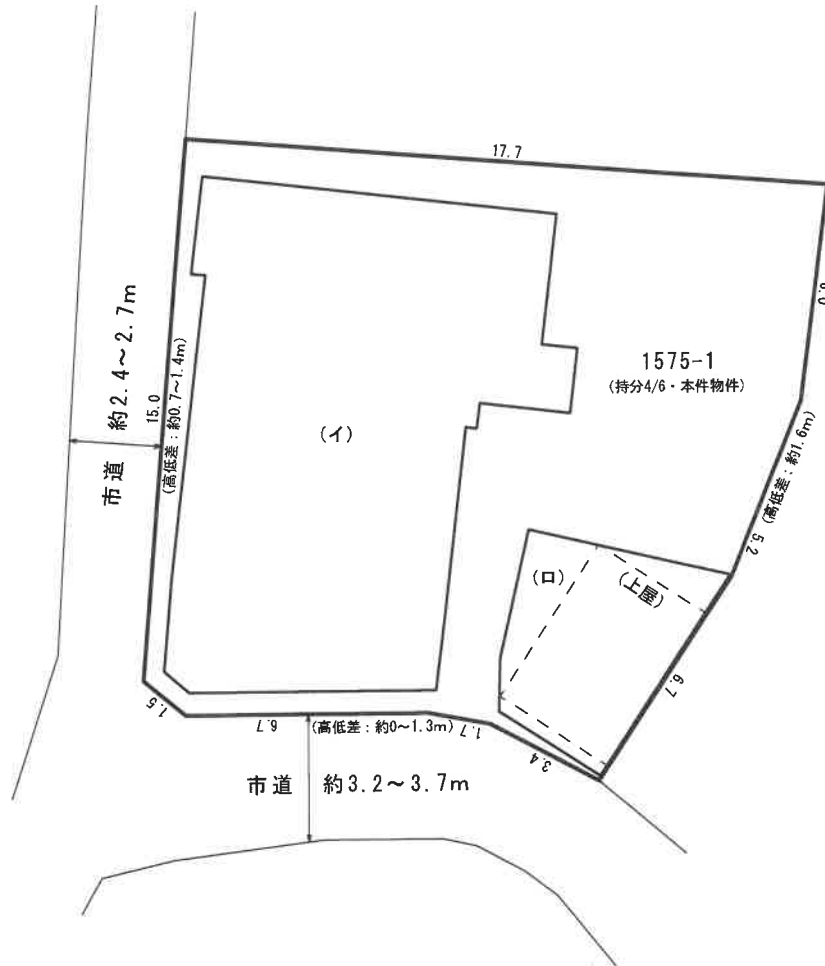 17.7
約2.4～2.7m
市道
15.0
(高低差：約0.7～1.4m)
(イ)
1575-1
(持分4/6・本件物件)
(高低差：約1.6m)
5.2
(ロ)
(上屋)
6.7
1.5
6.7
(高低差：約0～1.3m)
1.7
3.4
市道 約3.2～3.7m